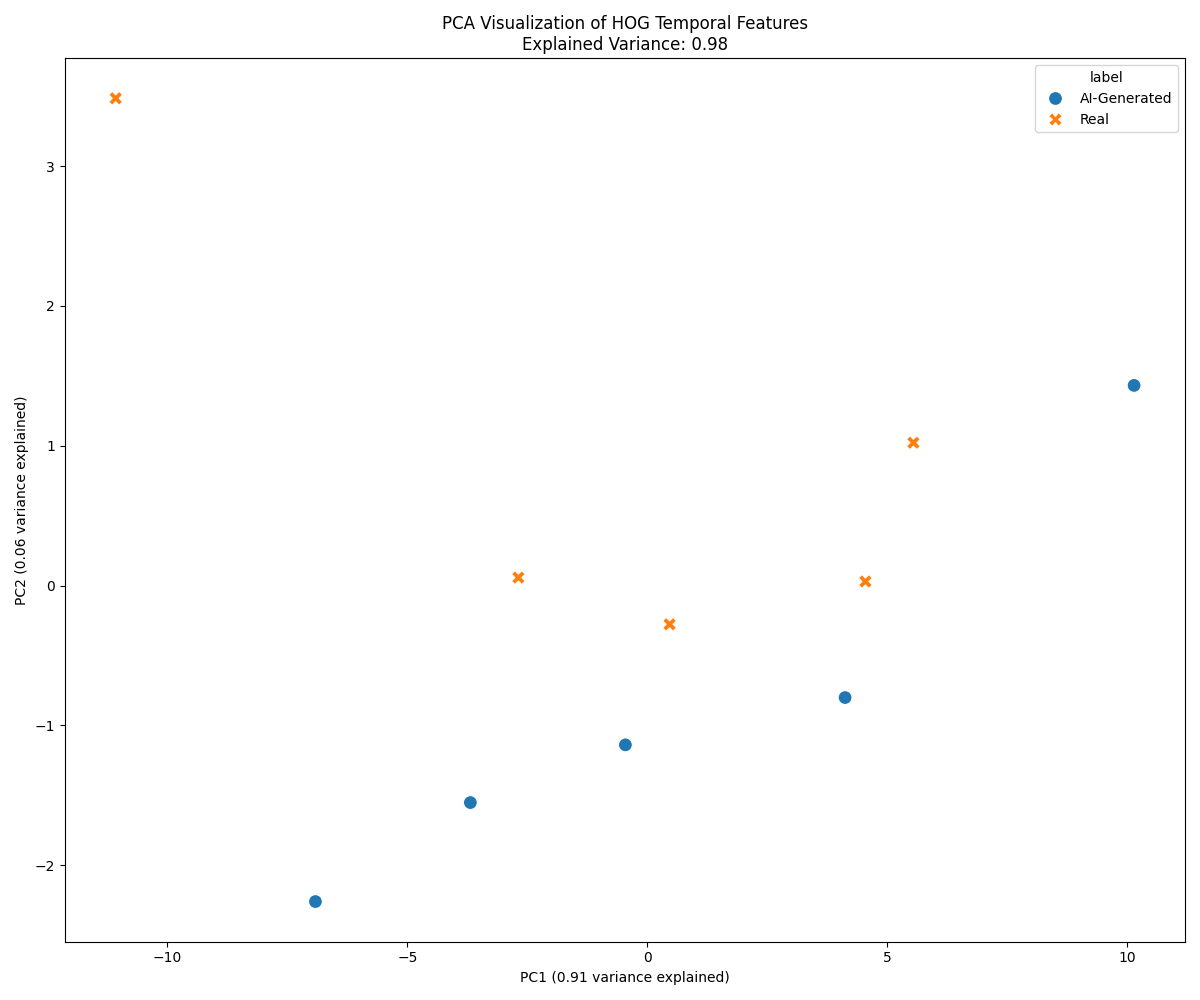 PCA Visualization of HOG Temporal Features
Explained Variance: 0.98
label
AI-Generated
Real
3
2
1
0
−1
−2
PC2 (0.06 variance explained)
−10
−5
0
5
10
PC1 (0.91 variance explained)